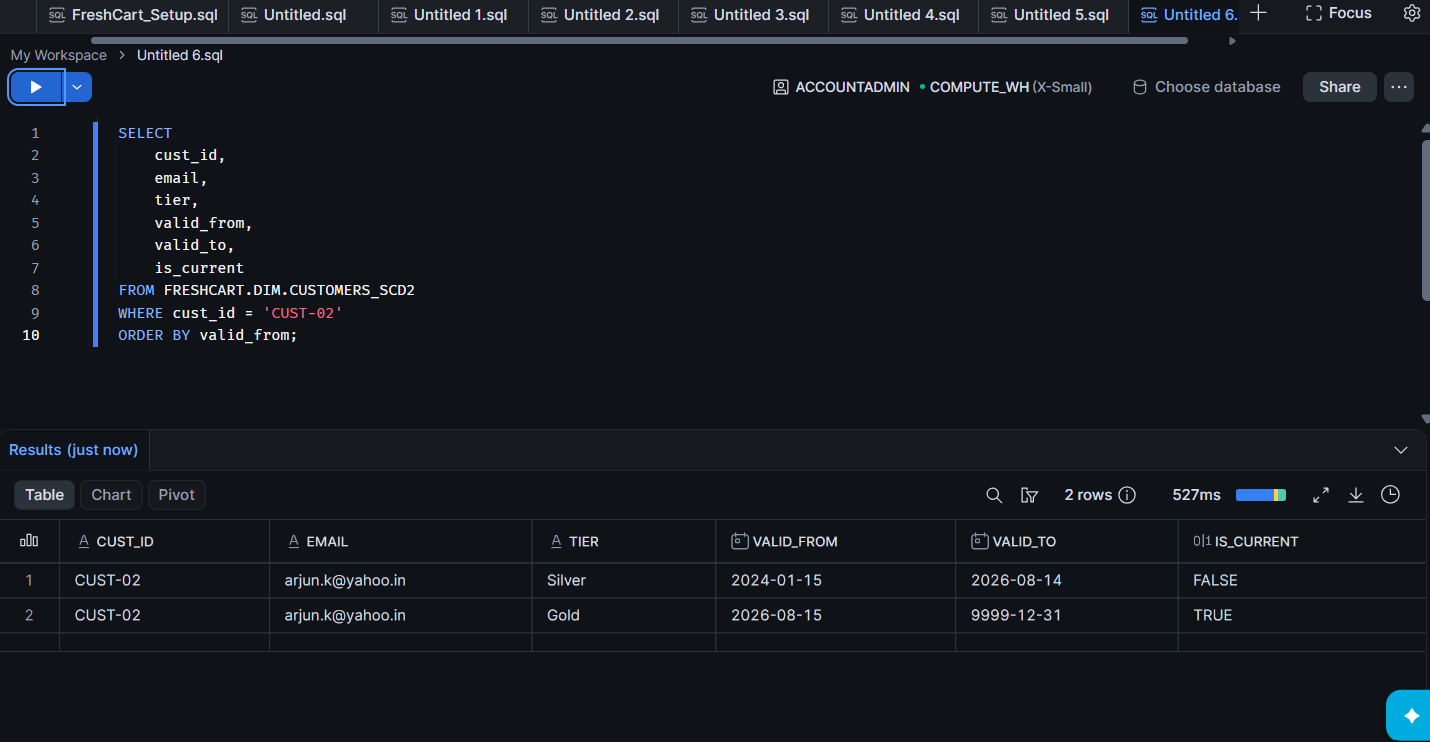 FreshCart_Setup.sql Untitled.sql Untitled 1.sql Untitled 2.sql Untitled 3.sql Untitled 4.sql Untitled 5.sql Untitled 6. Focus
My Workspace > Untitled 6.sql
ACCOUNTADMIN • COMPUTE_WH (X-Small) Choose database Share ...
1 SELECT
2 cust_id,
3 email,
4 tier,
5 valid_from,
6 valid_to,
7 is_current
8 FROM FRESHCART.DIM.CUSTOMERS_SCD2
9 WHERE cust_id = 'CUST-02'
10 ORDER BY valid_from;
Results (just now)
Table Chart Pivot 2 rows 527ms
A CUST_ID A EMAIL A TIER VALID_FROM VALID_TO 0|1 IS_CURRENT
1 CUST-02 arjun.k@yahoo.in Silver 2024-01-15 2026-08-14 FALSE
2 CUST-02 arjun.k@yahoo.in Gold 2026-08-15 9999-12-31 TRUE